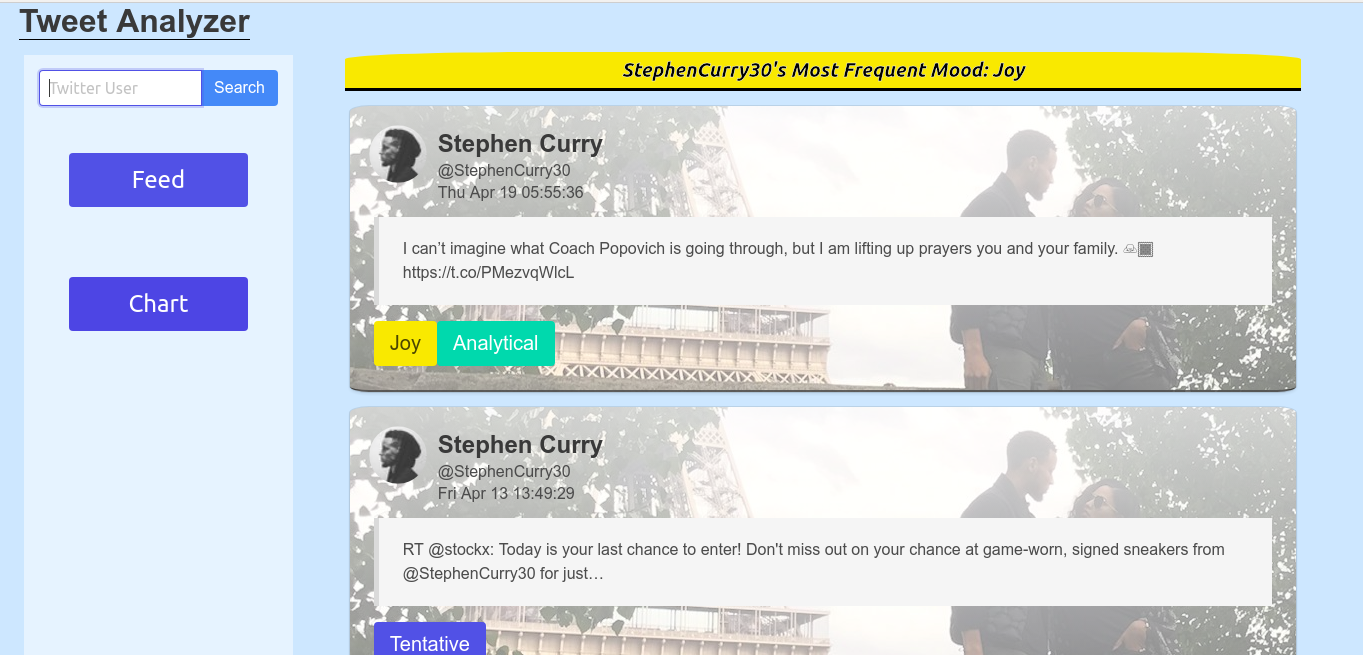 Tweet Analyzer
Twitter User
Search
Feed
Chart
StephenCurry30's Most Frequent Mood: Joy
Stephen Curry
@StephenCurry30
Thu Apr 19 05:55:36
I can’t imagine what Coach Popovich is going through, but I am lifting up prayers you and your family.
https://t.co/PMezvqWlcL
Joy
Analytical
Stephen Curry
@StephenCurry30
Fri Apr 13 13:49:29
RT @stockx: Today is your last chance to enter! Don't miss out on your chance at game-worn, signed sneakers from
@StephenCurry30 for just…
Tentative